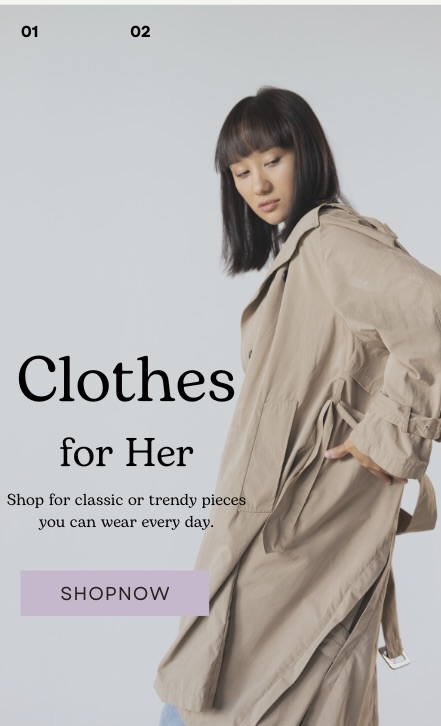 01 02
Clothes
for Her
Shop for classic or trendy pieces
you can wear every day.
SHOPNOW